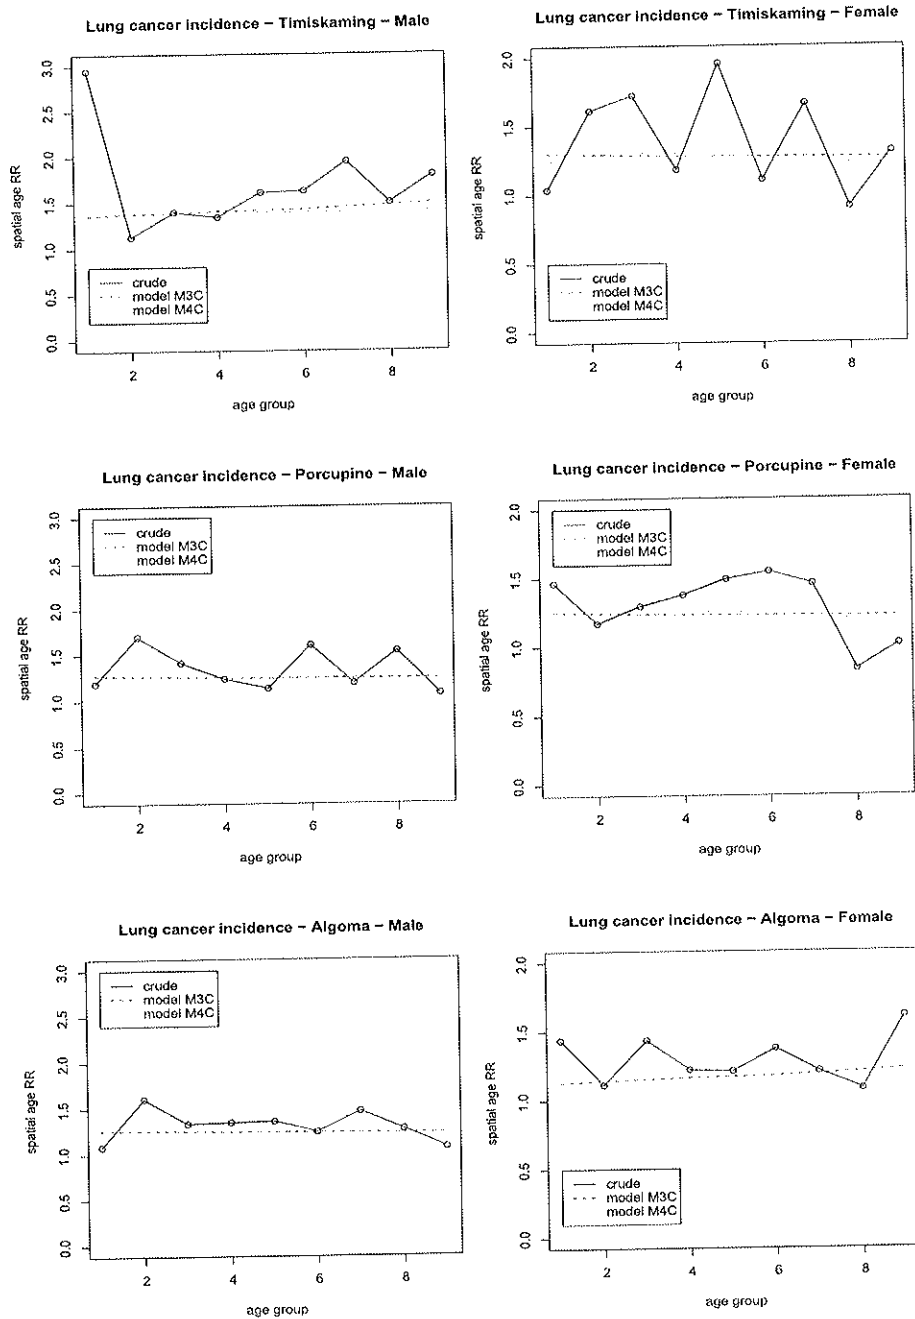 Lung cancer incidence − Timiskaming − Male
spatial age RR
3.0
2.5
2.0
1.5
1.0
0.5
0.0
crude
model M3C
model M4C
2 4 6 8
age group
Lung cancer incidence − Timiskaming − Female
spatial age RR
2.0
1.5
1.0
0.5
0.0
crude
model M3C
model M4C
2 4 6 8
age group
Lung cancer incidence − Porcupine − Male
spatial age RR
3.0
2.5
2.0
1.5
1.0
0.5
0.0
crude
model M3C
model M4C
2 4 6 8
age group
Lung cancer incidence − Porcupine − Female
spatial age RR
2.0
1.5
1.0
0.5
0.0
crude
model M3C
model M4C
2 4 6 8
age group
Lung cancer incidence − Algoma − Male
spatial age RR
3.0
2.5
2.0
1.5
1.0
0.5
0.0
crude
model M3C
model M4C
2 4 6 8
age group
Lung cancer incidence − Algoma − Female
spatial age RR
2.0
1.5
1.0
0.5
0.0
crude
model M3C
model M4C
2 4 6 8
age group